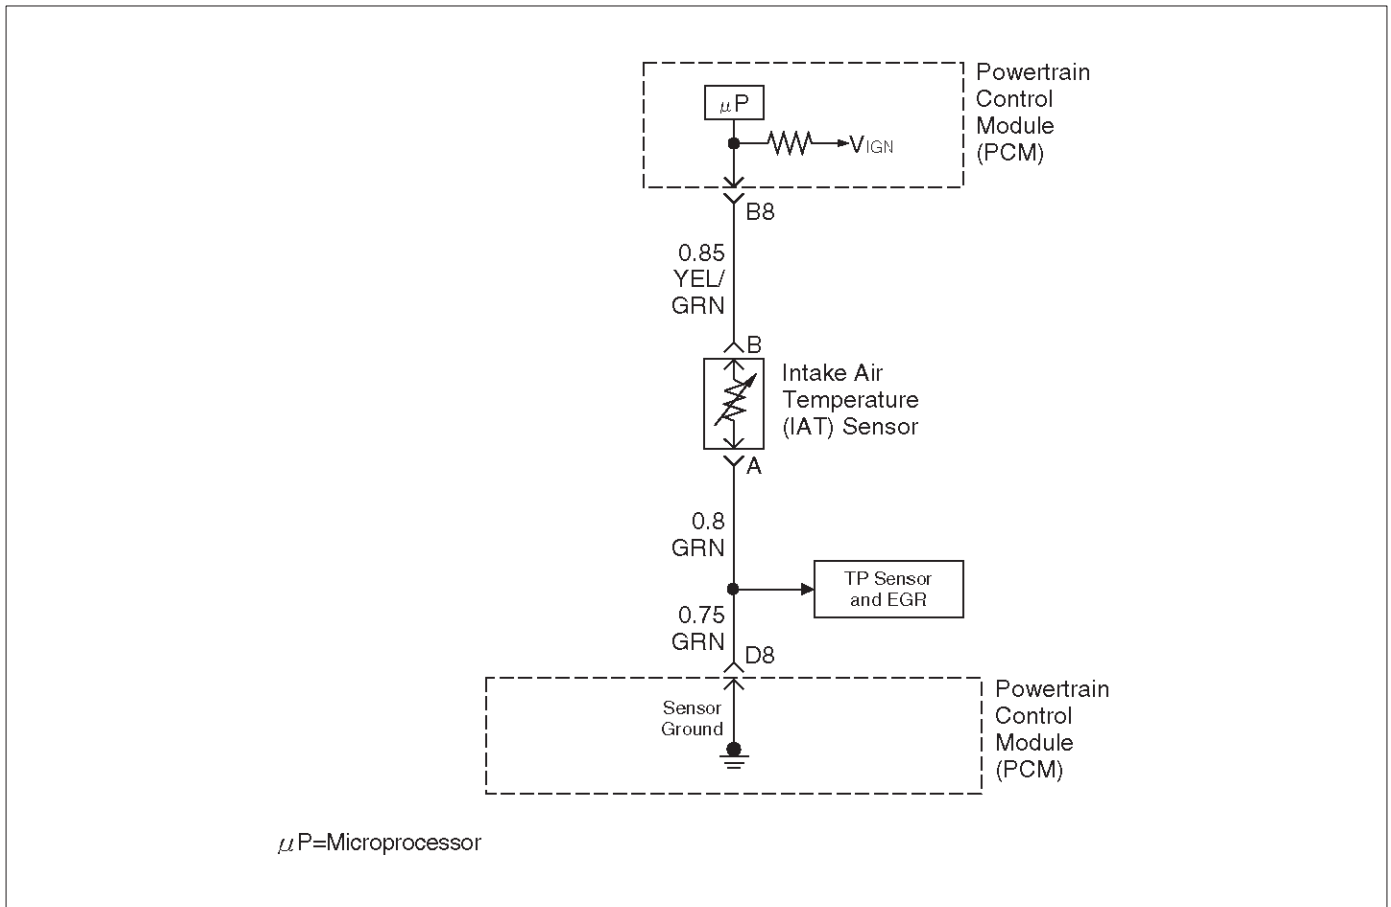 Powertrain
Control
Module
(PCM)
μP
VIGN
B8
0.85
YEL/
GRN
B
Intake Air
Temperature
(IAT) Sensor
A
0.8
GRN
TP Sensor
and EGR
0.75
GRN
D8
Sensor
Ground
Powertrain
Control
Module
(PCM)
μP=Microprocessor